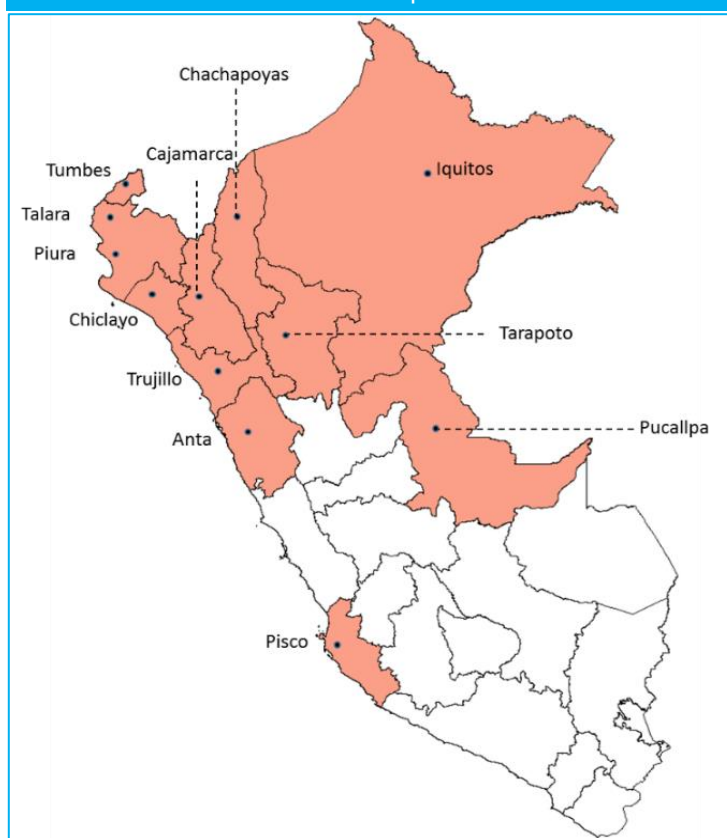 Chachapoyas
Cajamarca
Tumbes
Iquitos
Talara
Piura
Chiclayo
Tarapoto
Trujillo
Pucallpa
Anta
Pisco